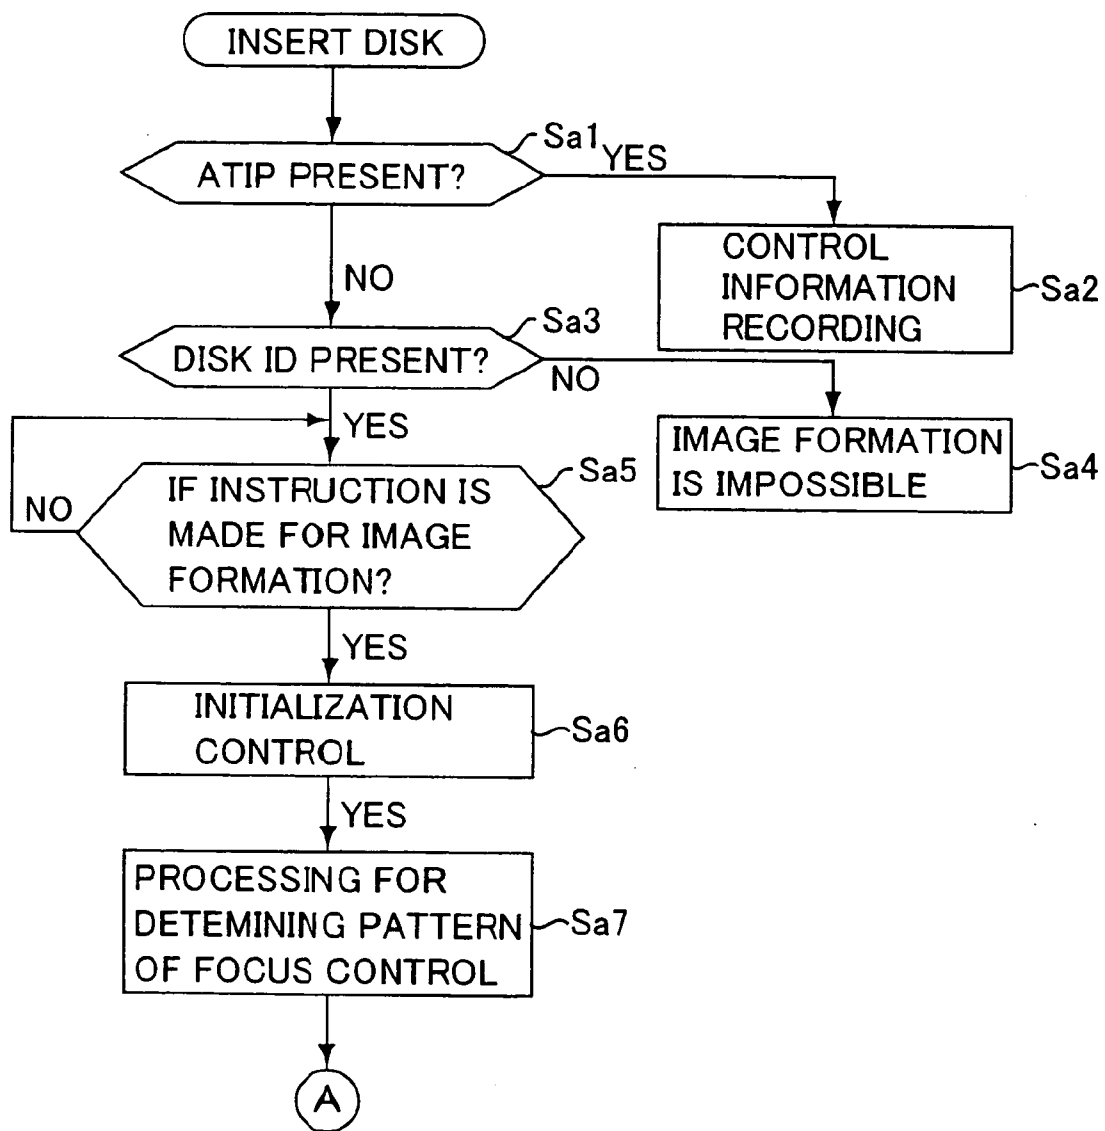 INSERT DISK
Sa1
ATIP PRESENT?
YES
NO
CONTROL
INFORMATION
RECORDING
Sa2
Sa3
DISK ID PRESENT?
NO
YES
IMAGE FORMATION
IS IMPOSSIBLE
Sa4
Sa5
NO
IF INSTRUCTION IS
MADE FOR IMAGE
FORMATION?
YES
INITIALIZATION
CONTROL
Sa6
YES
PROCESSING FOR
DETEMINING PATTERN
OF FOCUS CONTROL
Sa7
A